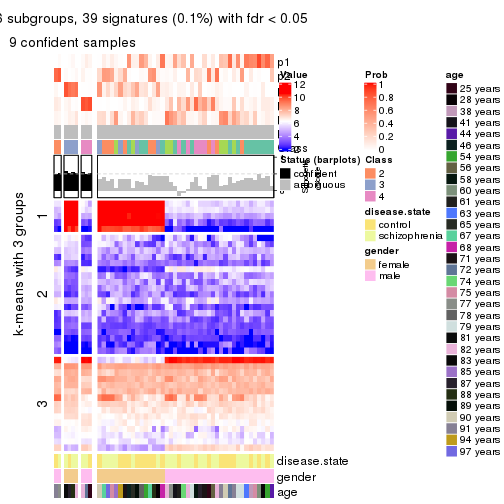 6 subgroups, 39 signatures (0.1%) with fdr < 0.05
9 confident samples
p1
p2
Value
12
10
8
6
4
2
0
Class
Status (barplots)
confident
ambiguous
Silhouette
score
Prob
1
0.8
0.6
0.4
0.2
0
Class
2
3
4
disease.state
control
schizophrenia
gender
female
male
age
25 years
28 years
38 years
41 years
44 years
46 years
54 years
56 years
58 years
60 years
61 years
63 years
65 years
67 years
68 years
71 years
72 years
74 years
75 years
77 years
78 years
79 years
81 years
82 years
83 years
85 years
87 years
88 years
89 years
90 years
91 years
94 years
97 years
k-means with 3 groups
1
2
3
disease.state
gender
age